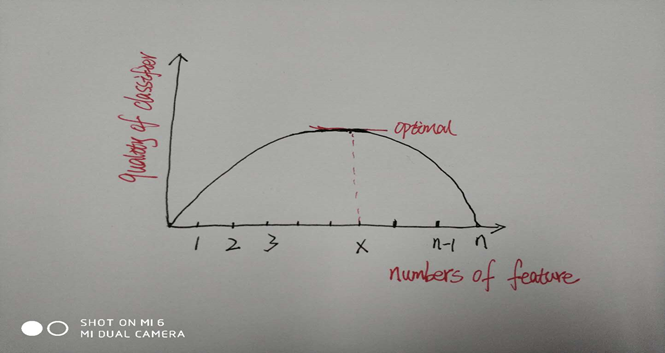 quality of classifier
optimal
1 2 3 X n-1 n
numbers of feature
SHOT ON MI 6
MI DUAL CAMERA